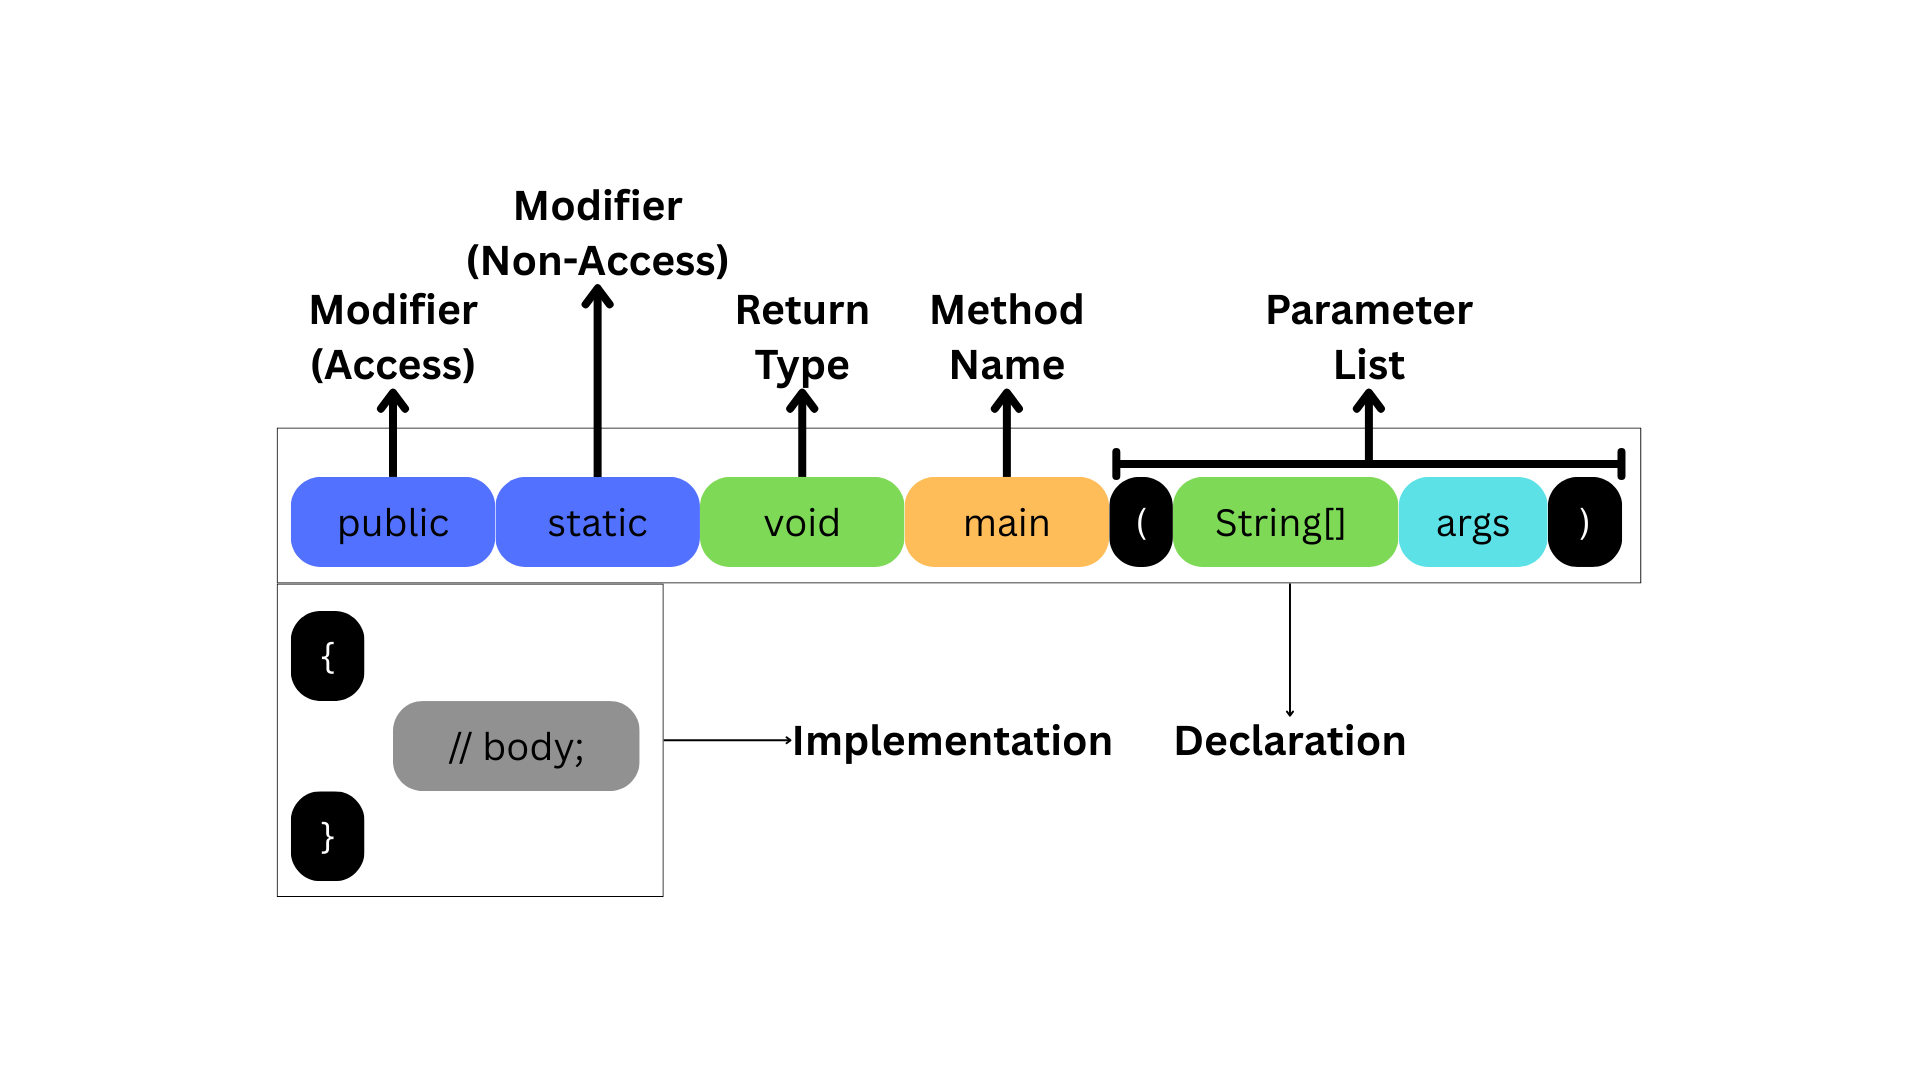 Modifier
(Non-Access)
Modifier
(Access)
Return
Type
Method
Name
Parameter
List
public static void main ( String[] args )
{
// body;
}
Implementation
Declaration